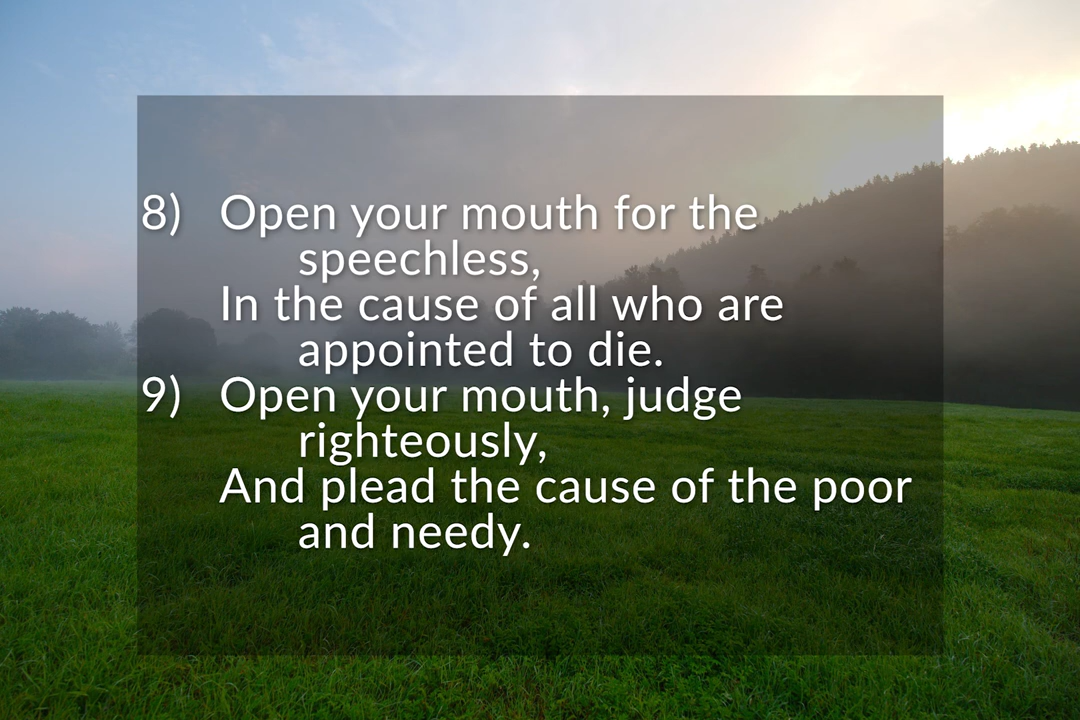 8) Open your mouth for the
speechless,
In the cause of all who are
appointed to die.
9) Open your mouth, judge
righteously,
And plead the cause of the poor
and needy.